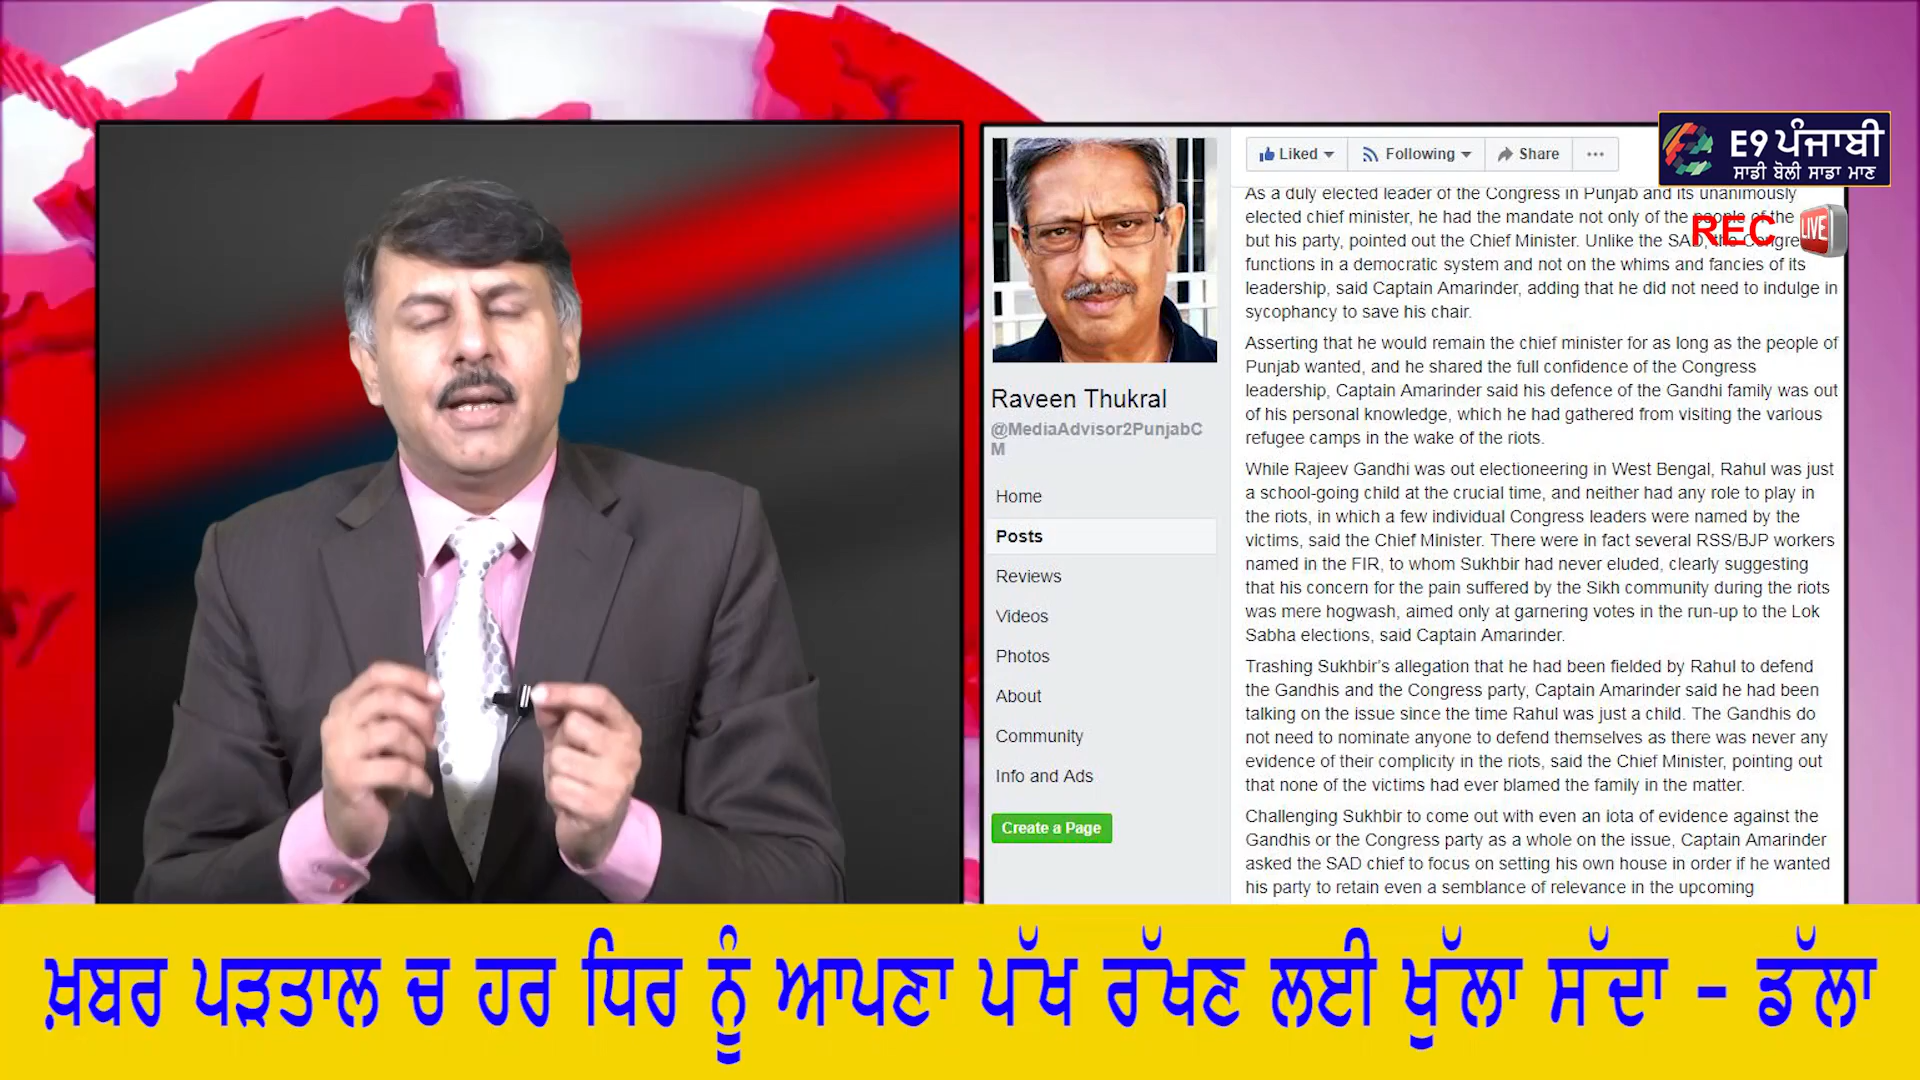 E9 ਪੰਜਾਬੀ
ਸਾਡੀ ਬੋਲੀ ਸਾਡਾ ਮਾਣ
REC LIVE
Raveen Thukral
@MediaAdvisor2PunjabC
M
Home
Posts
Reviews
Videos
Photos
About
Community
Info and Ads
Create a Page
Liked Following Share
As a duly elected leader of the Congress in Punjab and its unanimously
elected chief minister, he had the mandate not only of the people of the
but his party, pointed out the Chief Minister. Unlike the SAD, the
functions in a democratic system and not on the whims and fancies of its
leadership, said Captain Amarinder, adding that he did not need to indulge in
sycophancy to save his chair.
Asserting that he would remain the chief minister for as long as the people of
Punjab wanted, and he shared the full confidence of the Congress
leadership, Captain Amarinder said his defence of the Gandhi family was out
of his personal knowledge, which he had gathered from visiting the various
refugee camps in the wake of the riots.
While Rajeev Gandhi was out electioneering in West Bengal, Rahul was just
a school-going child at the crucial time, and neither had any role to play in
the riots, in which a few individual Congress leaders were named by the
victims, said the Chief Minister. There were in fact several RSS/BJP workers
named in the FIR, to whom Sukhbir had never eluded, clearly suggesting
that his concern for the pain suffered by the Sikh community during the riots
was mere hogwash, aimed only at garnering votes in the run-up to the Lok
Sabha elections, said Captain Amarinder.
Trashing Sukhbir's allegation that he had been fielded by Rahul to defend
the Gandhis and the Congress party, Captain Amarinder said he had been
talking on the issue since the time Rahul was just a child. The Gandhis do
not need to nominate anyone to defend themselves as there was never any
evidence of their complicity in the riots, said the Chief Minister, pointing out
that none of the victims had ever blamed the family in the matter.
Challenging Sukhbir to come out with even an iota of evidence against the
Gandhis or the Congress party as a whole on the issue, Captain Amarinder
asked the SAD chief to focus on setting his own house in order if he wanted
his party to retain even a semblance of relevance in the upcoming
ਖ਼ਬਰ ਪੜਤਾਲ ਚ ਹਰ ਧਿਰ ਨੂੰ ਆਪਣਾ ਪੱਖ ਰੱਖਣ ਲਈ ਖੁੱਲਾ ਸੱਦਾ - ਡੱਲਾ